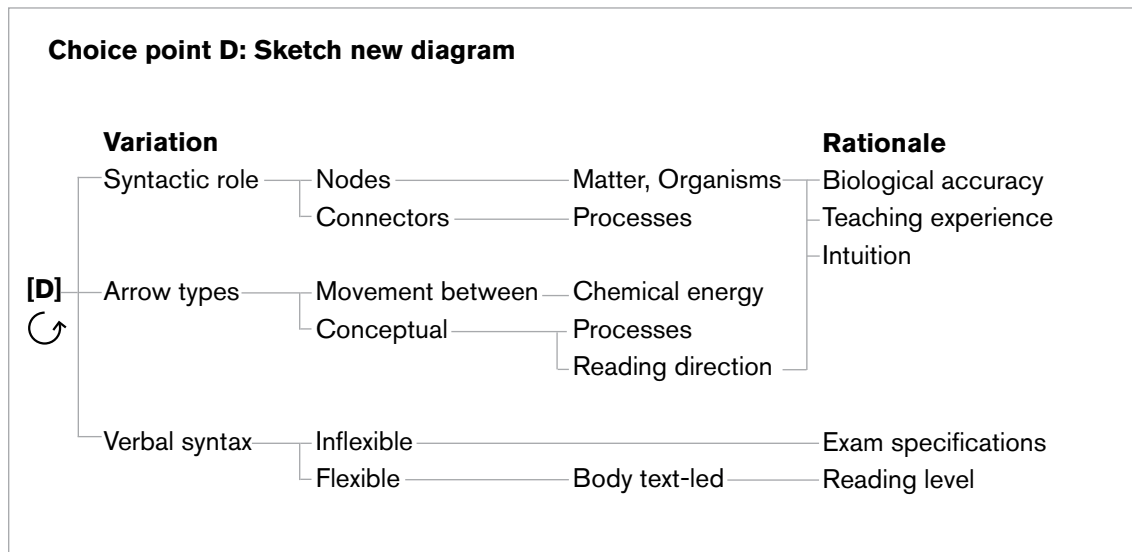 Choice point D: Sketch new diagram
Variation Rationale
Syntactic role Nodes Matter, Organisms Biological accuracy
Connectors Processes Teaching experience
Intuition
[D] Arrow types Movement between Chemical energy
Conceptual Processes
Reading direction
Verbal syntax Inflexible Exam specifications
Flexible Body text-led Reading level